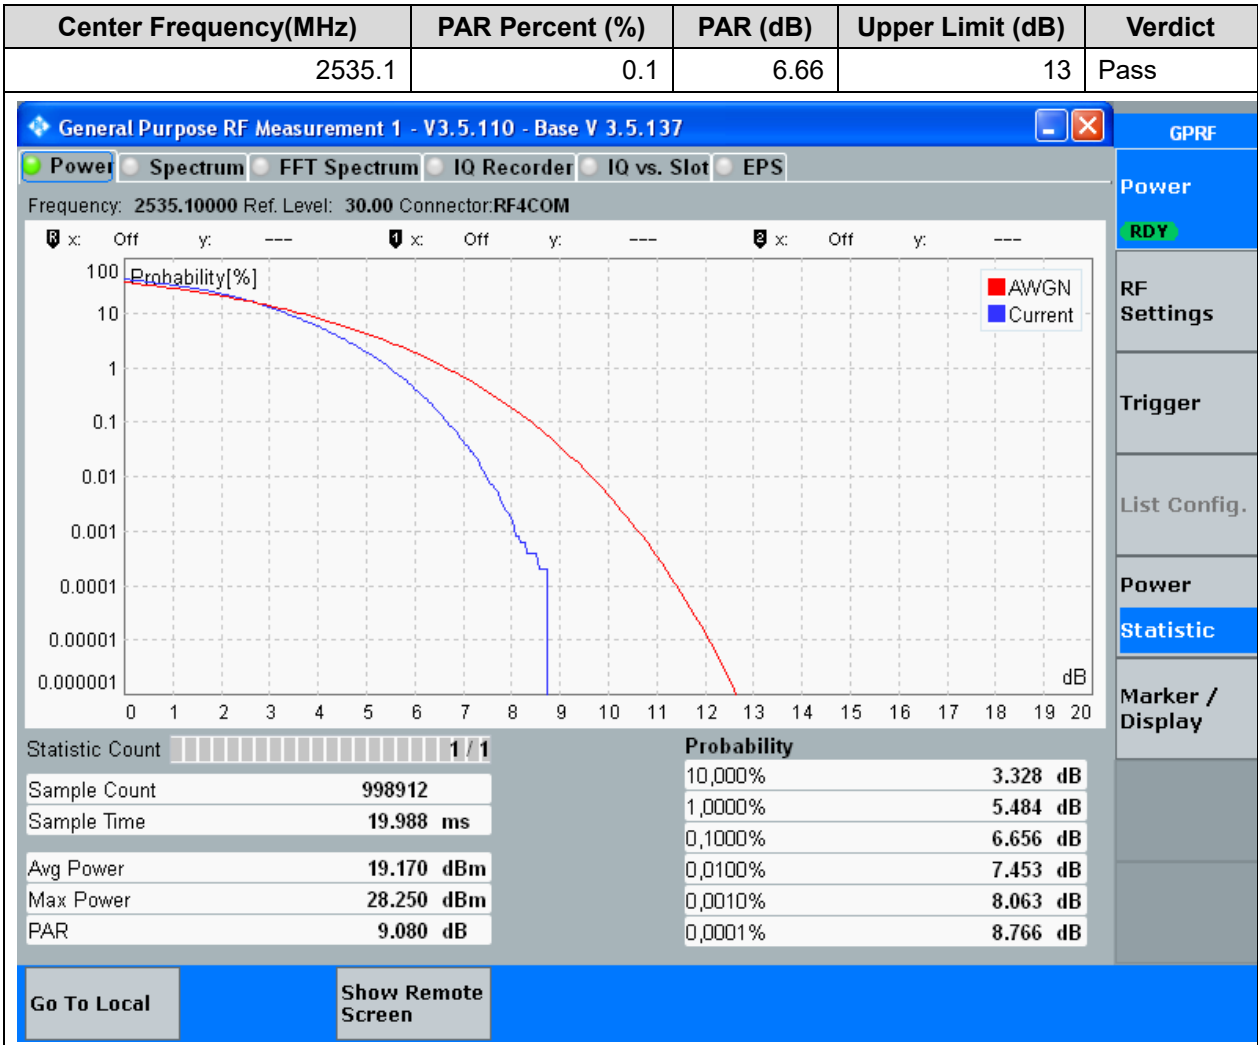 Center Frequency(MHz) PAR Percent (%) PAR (dB) Upper Limit (dB) Verdict
2535.1 0.1 6.66 13 Pass
General Purpose RF Measurement 1 - V3.5.110 - Base V 3.5.137
GPRF
Power Spectrum FFT Spectrum IQ Recorder IQ vs. Slot EPS
Frequency: 2535.10000 Ref. Level: 30.00 Connector:RF4COM
R x: Off y: --- 1 x: Off y: --- 2 x: Off y: ---
Probability[%]
100
10
1
0.1
0.01
0.001
0.0001
0.00001
0.000001
AWGN
Current
dB
0 1 2 3 4 5 6 7 8 9 10 11 12 13 14 15 16 17 18 19 20
Statistic Count 1 / 1
Sample Count 998912
Sample Time 19.988 ms
Avg Power 19.170 dBm
Max Power 28.250 dBm
PAR 9.080 dB
Probability
10,000% 3.328 dB
1,0000% 5.484 dB
0,1000% 6.656 dB
0,0100% 7.453 dB
0,0010% 8.063 dB
0,0001% 8.766 dB
Power
RDY
RF
Settings
Trigger
List Config.
Power
Statistic
Marker /
Display
Go To Local
Show Remote
Screen